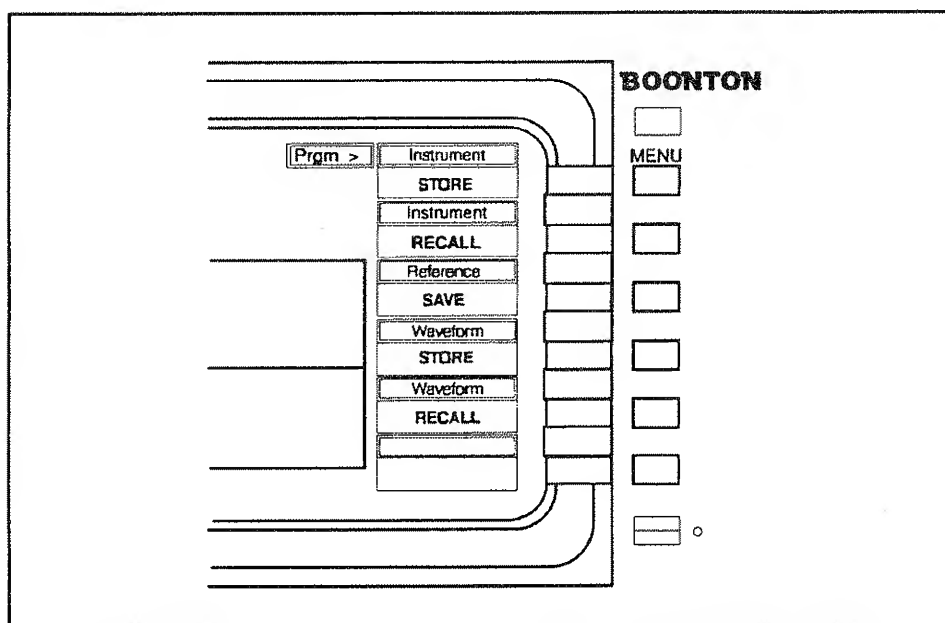 BOONTON
MENU
Prgm > Instrument
STORE
Instrument
RECALL
Reference
SAVE
Waveform
STORE
Waveform
RECALL